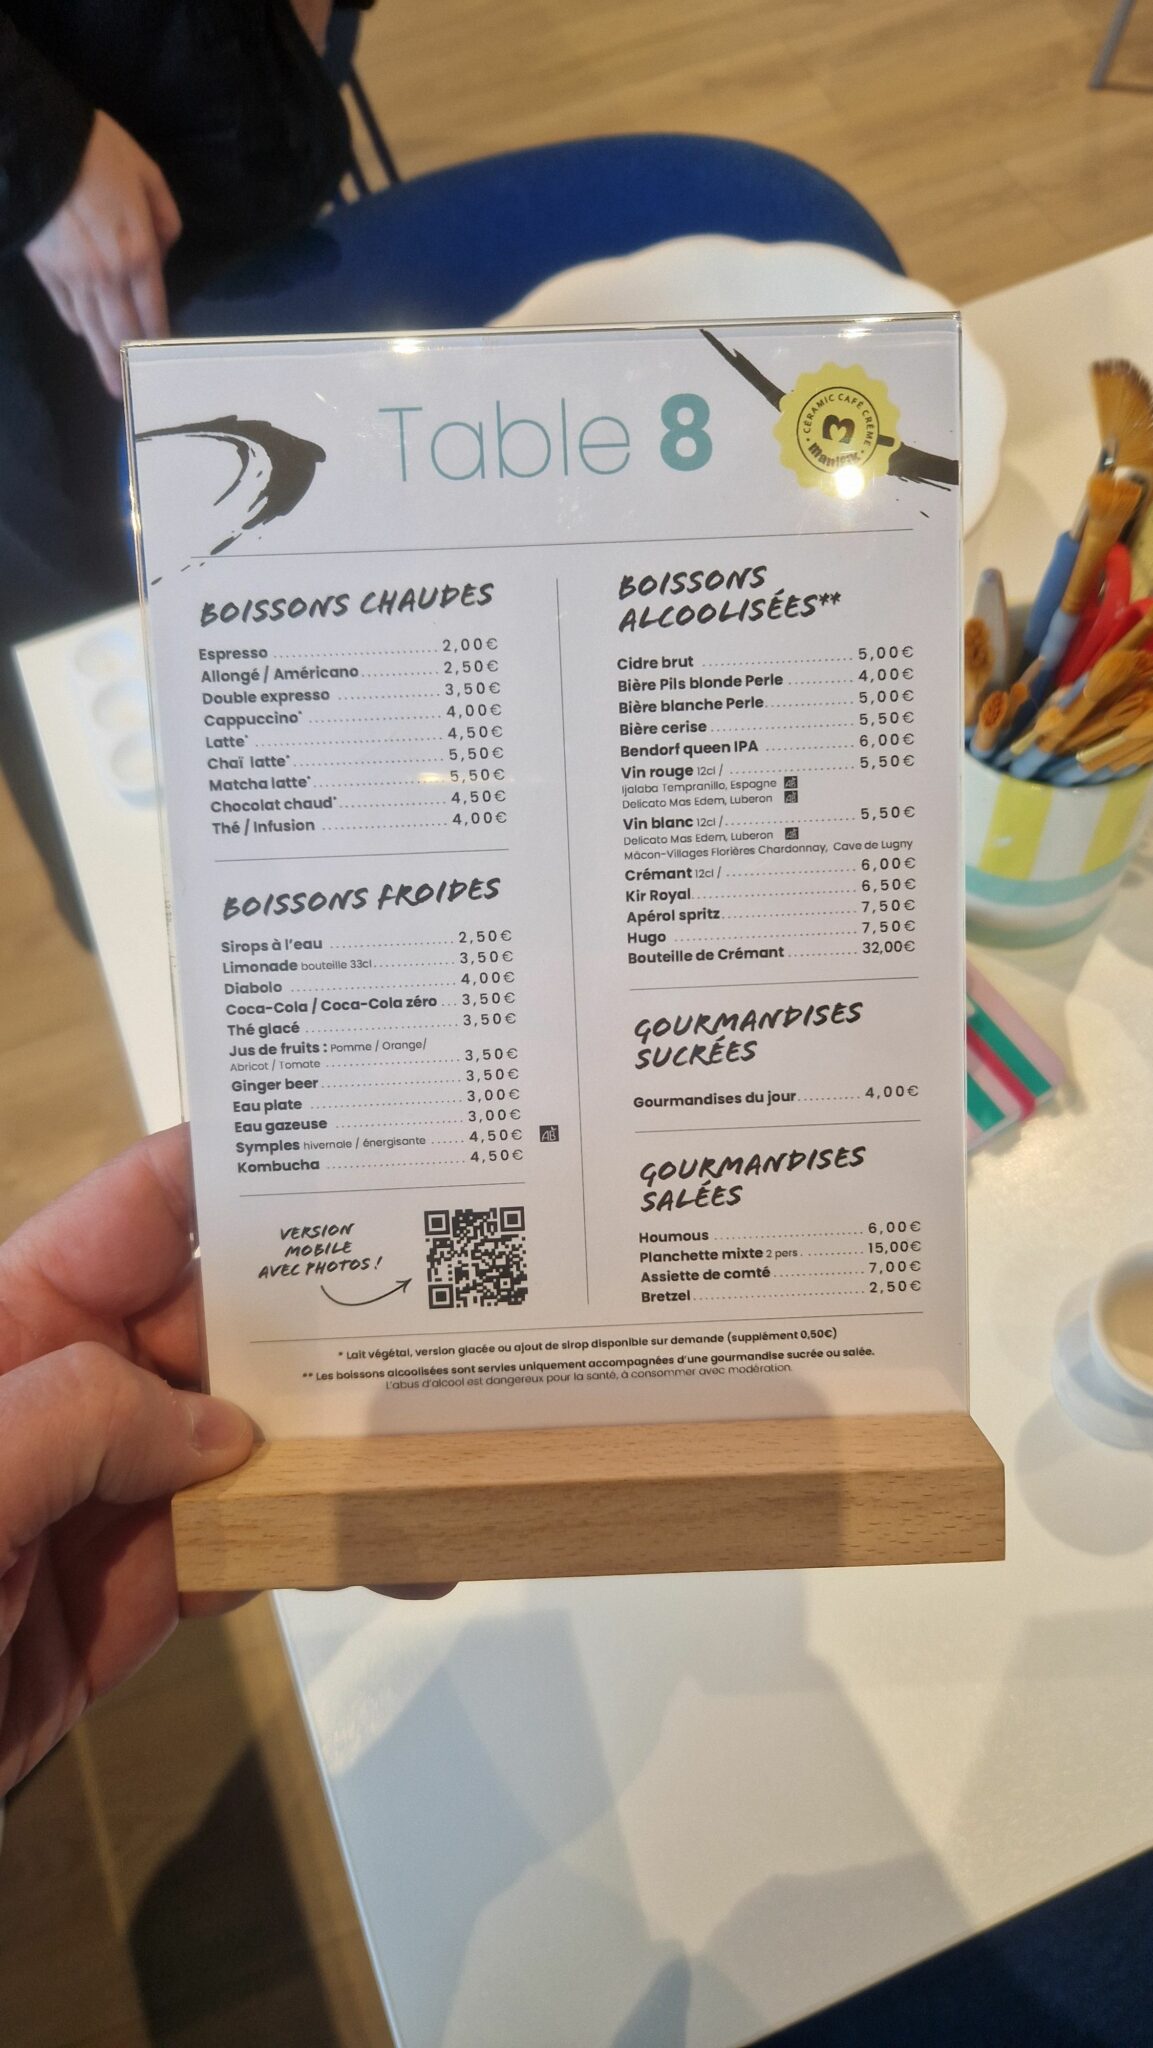 Table 8
CÉRAMIC CAFÉ CRÈME
BOISSONS CHAUDES
Espresso 2,00€
Allongé / Américano 2,50€
Double expresso 3,50€
Cappuccino* 4,00€
Latte* 4,50€
Chaï latte* 5,50€
Matcha latte* 5,50€
Chocolat chaud* 4,50€
Thé / Infusion 4,00€
BOISSONS FROIDES
Sirops à l'eau 2,50€
Limonade bouteille 33cl 3,50€
Diabolo 4,00€
Coca-Cola / Coca-Cola zéro 3,50€
Thé glacé 3,50€
Jus de fruits : Pomme / Orange/
Abricot / Tomate 3,50€
Ginger beer 3,50€
Eau plate 3,00€
Eau gazeuse 3,00€
Symples hivernale / énergisante 4,50€ AB
Kombucha 4,50€
VERSION
MOBILE
AVEC PHOTOS !
BOISSONS
ALCOOLISÉES**
Cidre brut 5,00€
Bière Pils blonde Perle 4,00€
Bière blanche Perle 5,00€
Bière cerise 5,50€
Bendorf queen IPA 6,00€
Vin rouge 12cl / 5,50€
Ijalaba Tempranillo, Espagne AB
Delicato Mas Edem, Luberon AB
Vin blanc 12cl / 5,50€
Delicato Mas Edem, Luberon AB
Mâcon-Villages Florières Chardonnay, Cave de Lugny
Crémant 12cl / 6,00€
Kir Royal 6,50€
Apérol spritz 7,50€
Hugo 7,50€
Bouteille de Crémant 32,00€
GOURMANDISES
SUCRÉES
Gourmandises du jour 4,00€
GOURMANDISES
SALÉES
Houmous 6,00€
Planchette mixte 2 pers. 15,00€
Assiette de comté 7,00€
Bretzel 2,50€
* Lait végétal, version glacée ou ajout de sirop disponible sur demande (supplément 0,50€)
** Les boissons alcoolisées sont servies uniquement accompagnées d'une gourmandise sucrée ou salée.
L'abus d'alcool est dangereux pour la santé, à consommer avec modération.